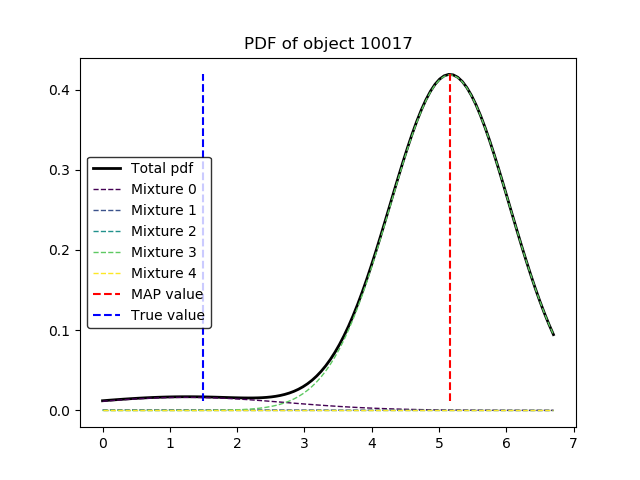 PDF of object 10017
0.4
0.3
0.2
0.1
0.0
Total pdf
Mixture 0
Mixture 1
Mixture 2
Mixture 3
Mixture 4
MAP value
True value
0 1 2 3 4 5 6 7